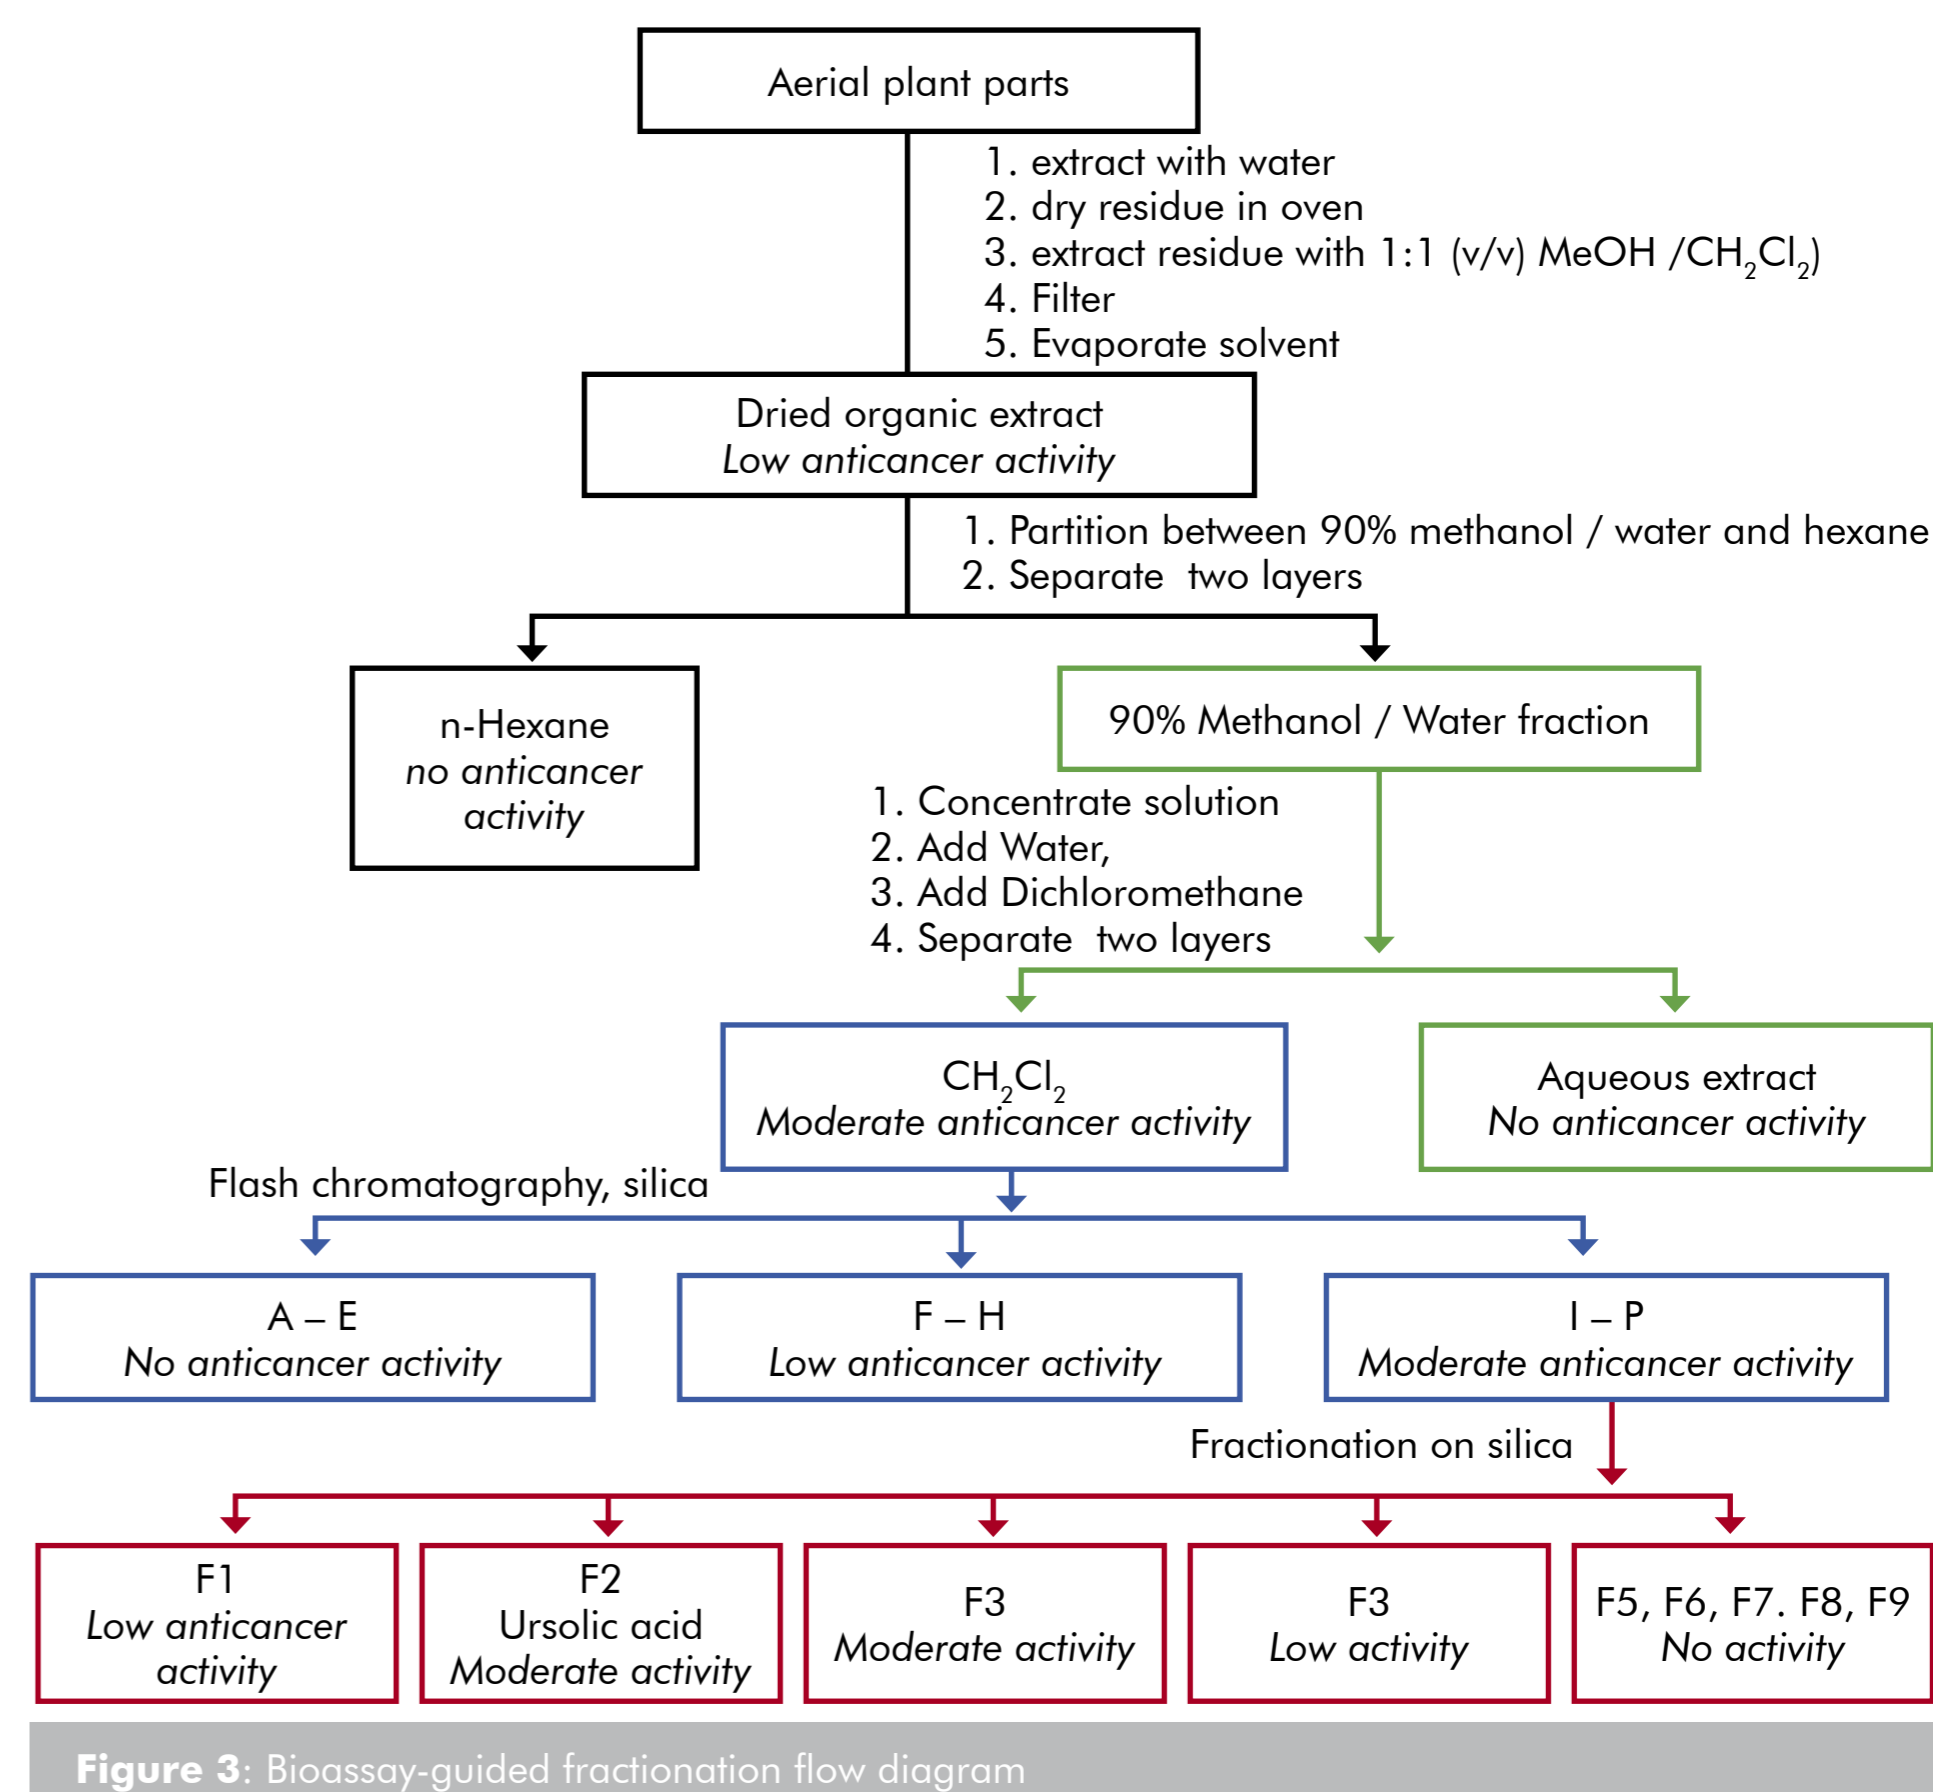 Aerial plant parts
1. extract with water
2. dry residue in oven
3. extract residue with 1:1 (v/v) MeOH /CH₂Cl₂)
4. Filter
5. Evaporate solvent
Dried organic extract
Low anticancer activity
1. Partition between 90% methanol / water and hexane
2. Separate two layers
n-Hexane
no anticancer
activity
90% Methanol / Water fraction
1. Concentrate solution
2. Add Water,
3. Add Dichloromethane
4. Separate two layers
CH₂Cl₂
Moderate anticancer activity
Aqueous extract
No anticancer activity
Flash chromatography, silica
A – E
No anticancer activity
F – H
Low anticancer activity
I – P
Moderate anticancer activity
Fractionation on silica
F1
Low anticancer
activity
F2
Ursolic acid
Moderate activity
F3
Moderate activity
F3
Low activity
F5, F6, F7. F8, F9
No activity
Figure 3: Bioassay-guided fractionation flow diagram